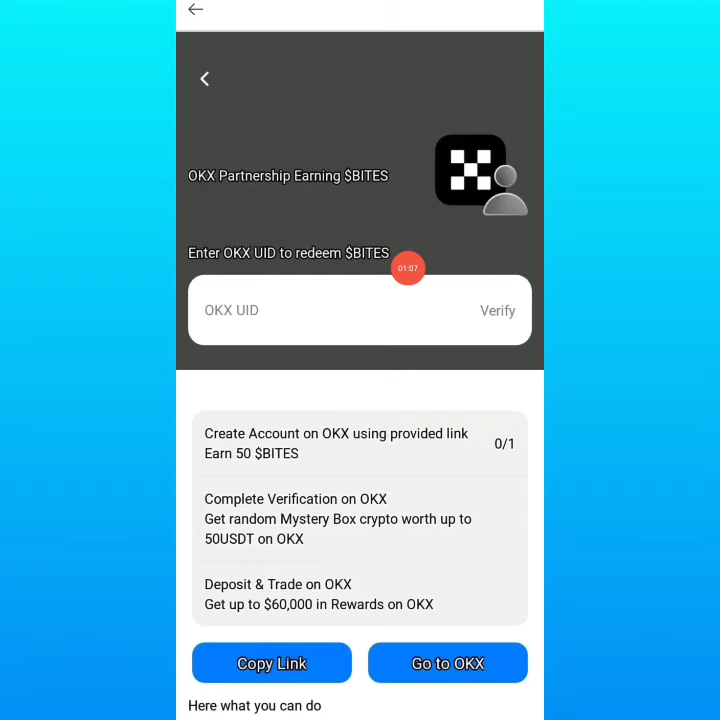 OKX Partnership Earning $BITES
Enter OKX UID to redeem $BITES
01:07
OKX UID
Verify
Create Account on OKX using provided link
Earn 50 $BITES
0/1
Complete Verification on OKX
Get random Mystery Box crypto worth up to
50USDT on OKX
Deposit & Trade on OKX
Get up to $60,000 in Rewards on OKX
Copy Link
Go to OKX
Here what you can do